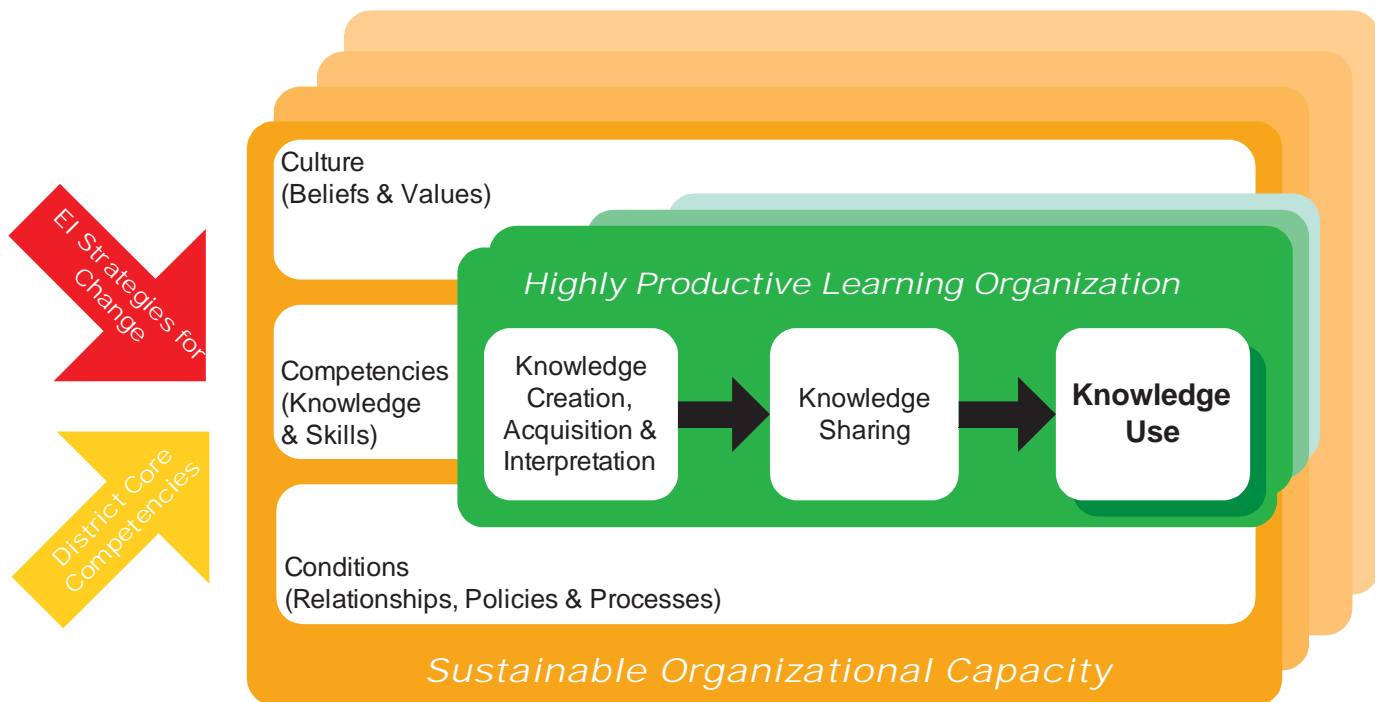 EI Strategies for
Change
District Core
Competencies
Culture
(Beliefs & Values)
Competencies
(Knowledge
& Skills)
Conditions
(Relationships, Policies & Processes)
Highly Productive Learning Organization
Knowledge
Creation,
Acquisition &
Interpretation
Knowledge
Sharing
Knowledge
Use
Sustainable Organizational Capacity